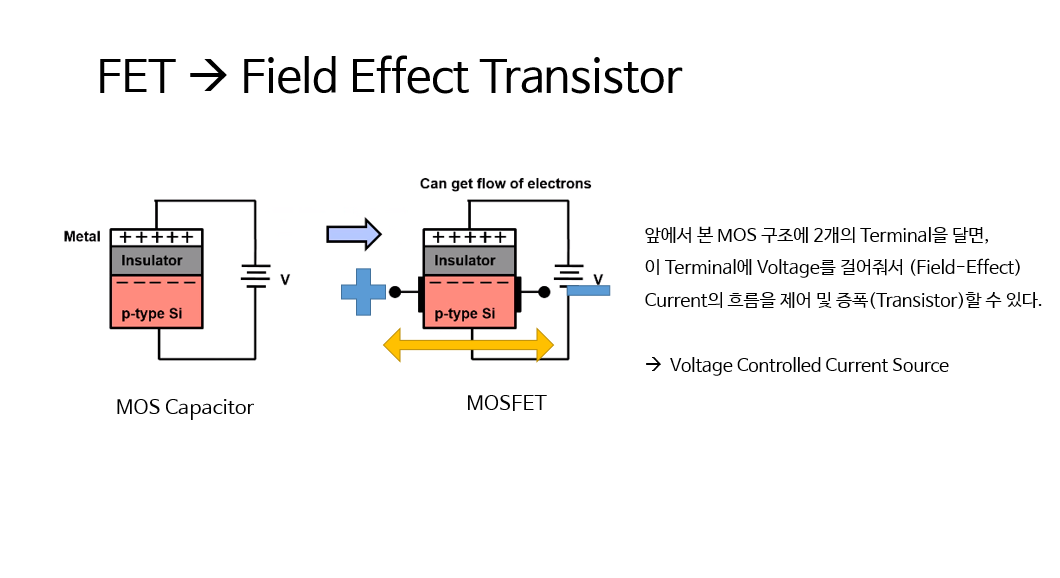 FET → Field Effect Transistor
Can get flow of electrons
Metal
+++++
Insulator
V
p-type Si
MOS Capacitor
+++++
Insulator
V
p-type Si
MOSFET
앞에서 본 MOS 구조에 2개의 Terminal을 달면,
이 Terminal에 Voltage를 걸어줘서 (Field-Effect)
Current의 흐름을 제어 및 증폭(Transistor)할 수 있다.
→ Voltage Controlled Current Source